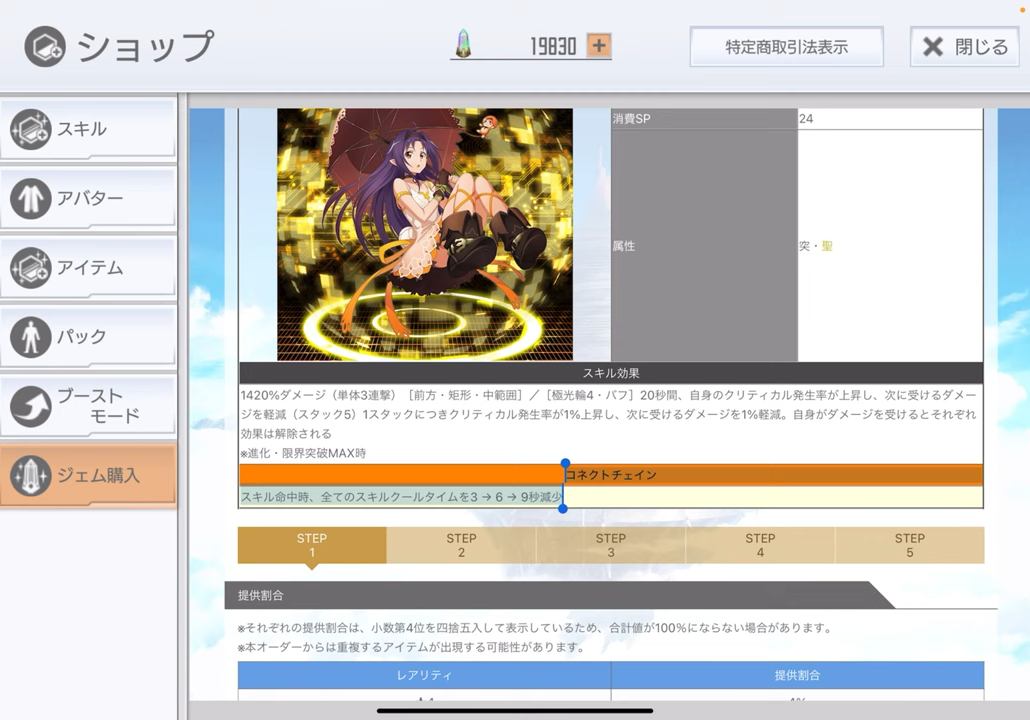 ショップ
19830
特定商取引法表示
閉じる
スキル
アバター
アイテム
パック
ブースト
モード
ジェム購入
消費SP
24
属性
突・聖
スキル効果
1420%ダメージ（単体3連撃）［前方・矩形・中範囲］／［極光輪4・バフ］20秒間、自身のクリティカル発生率が上昇し、次に受けるダメー
ジを軽減（スタック5）1スタックにつきクリティカル発生率が1%上昇し、次に受けるダメージを1%軽減。自身がダメージを受けるとそれぞれ
効果は解除される
※進化・限界突破MAX時
コネクトチェイン
スキル命中時、全てのスキルクールタイムを3 → 6 → 9秒減少
STEP
1
STEP
2
STEP
3
STEP
4
STEP
5
提供割合
※それぞれの提供割合は、小数第4位を四捨五入して表示しているため、合計値が100%にならない場合があります。
※本オーダーからは重複するアイテムが出現する可能性があります。
レアリティ
提供割合